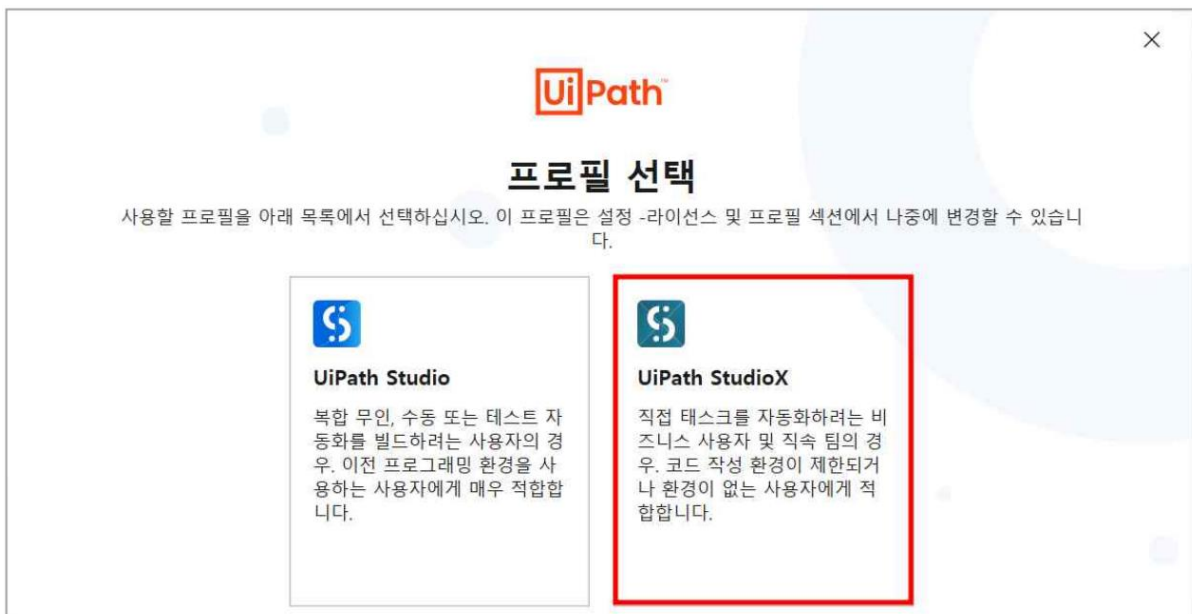 UiPath™
프로필 선택
사용할 프로필을 아래 목록에서 선택하십시오. 이 프로필은 설정 -라이선스 및 프로필 섹션에서 나중에 변경할 수 있습니
다.
UiPath Studio
복합 무인, 수동 또는 테스트 자
동화를 빌드하려는 사용자의 경
우. 이전 프로그래밍 환경을 사
용하는 사용자에게 매우 적합합
니다.
UiPath StudioX
직접 태스크를 자동화하려는 비
즈니스 사용자 및 직속 팀의 경
우. 코드 작성 환경이 제한되거
나 환경이 없는 사용자에게 적
합합니다.